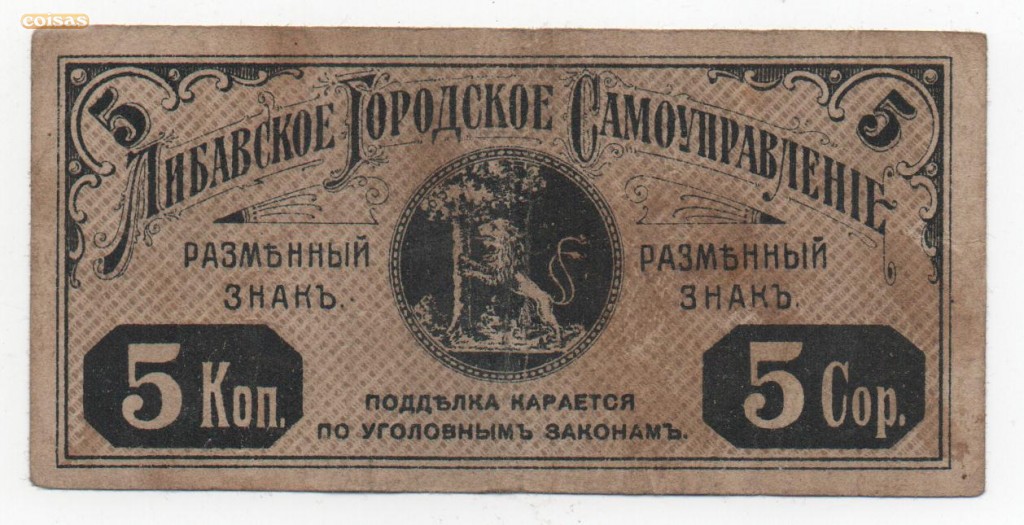 coisas
5 5
Либавское Городское Самоуправленіе
РАЗМѢННЫЙ
ЗНАКЪ.
РАЗМѢННЫЙ
ЗНАКЪ.
5 Коп.
ПОДДѢЛКА КАРАЕТСЯ
ПО УГОЛОВНЫМЪ ЗАКОНАМЪ.
5 Cop.